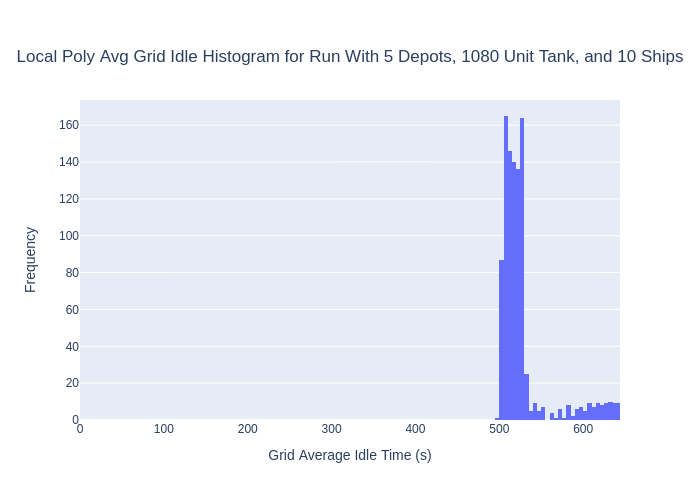 Local Poly Avg Grid Idle Histogram for Run With 5 Depots, 1080 Unit Tank, and 10 Ships
160
140
120
100
80
60
40
20
0
Frequency
0 100 200 300 400 500 600
Grid Average Idle Time (s)